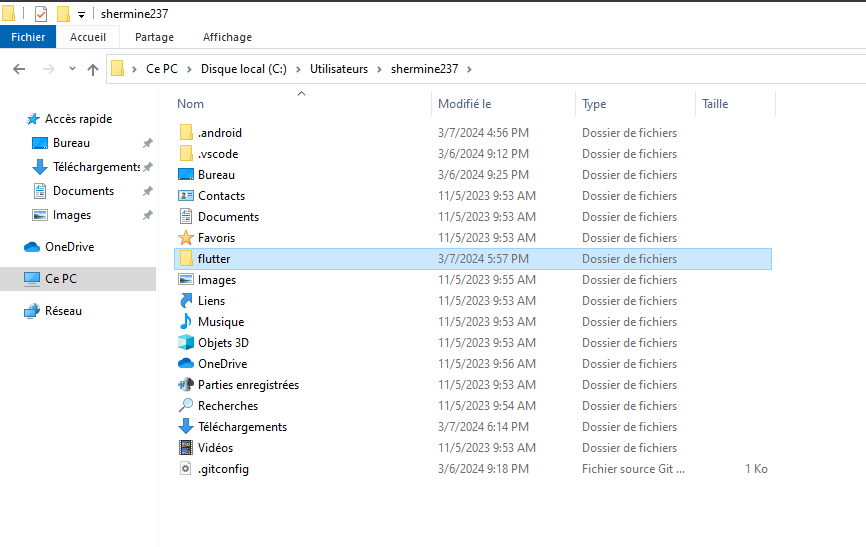 shermine237
Fichier Accueil Partage Affichage
Ce PC Disque local (C:) Utilisateurs shermine237
Accès rapide
Bureau
Téléchargements
Documents
Images
OneDrive
Ce PC
Réseau
Nom Modifié le Type Taille
.android 3/7/2024 4:56 PM Dossier de fichiers
.vscode 3/6/2024 9:12 PM Dossier de fichiers
Bureau 3/6/2024 9:25 PM Dossier de fichiers
Contacts 11/5/2023 9:53 AM Dossier de fichiers
Documents 11/5/2023 9:53 AM Dossier de fichiers
Favoris 11/5/2023 9:53 AM Dossier de fichiers
flutter 3/7/2024 5:57 PM Dossier de fichiers
Images 11/5/2023 9:55 AM Dossier de fichiers
Liens 11/5/2023 9:53 AM Dossier de fichiers
Musique 11/5/2023 9:53 AM Dossier de fichiers
Objets 3D 11/5/2023 9:53 AM Dossier de fichiers
OneDrive 11/5/2023 9:56 AM Dossier de fichiers
Parties enregistrées 11/5/2023 9:53 AM Dossier de fichiers
Recherches 11/5/2023 9:54 AM Dossier de fichiers
Téléchargements 3/7/2024 6:14 PM Dossier de fichiers
Vidéos 11/5/2023 9:53 AM Dossier de fichiers
.gitconfig 3/6/2024 9:18 PM Fichier source Git ... 1 Ko